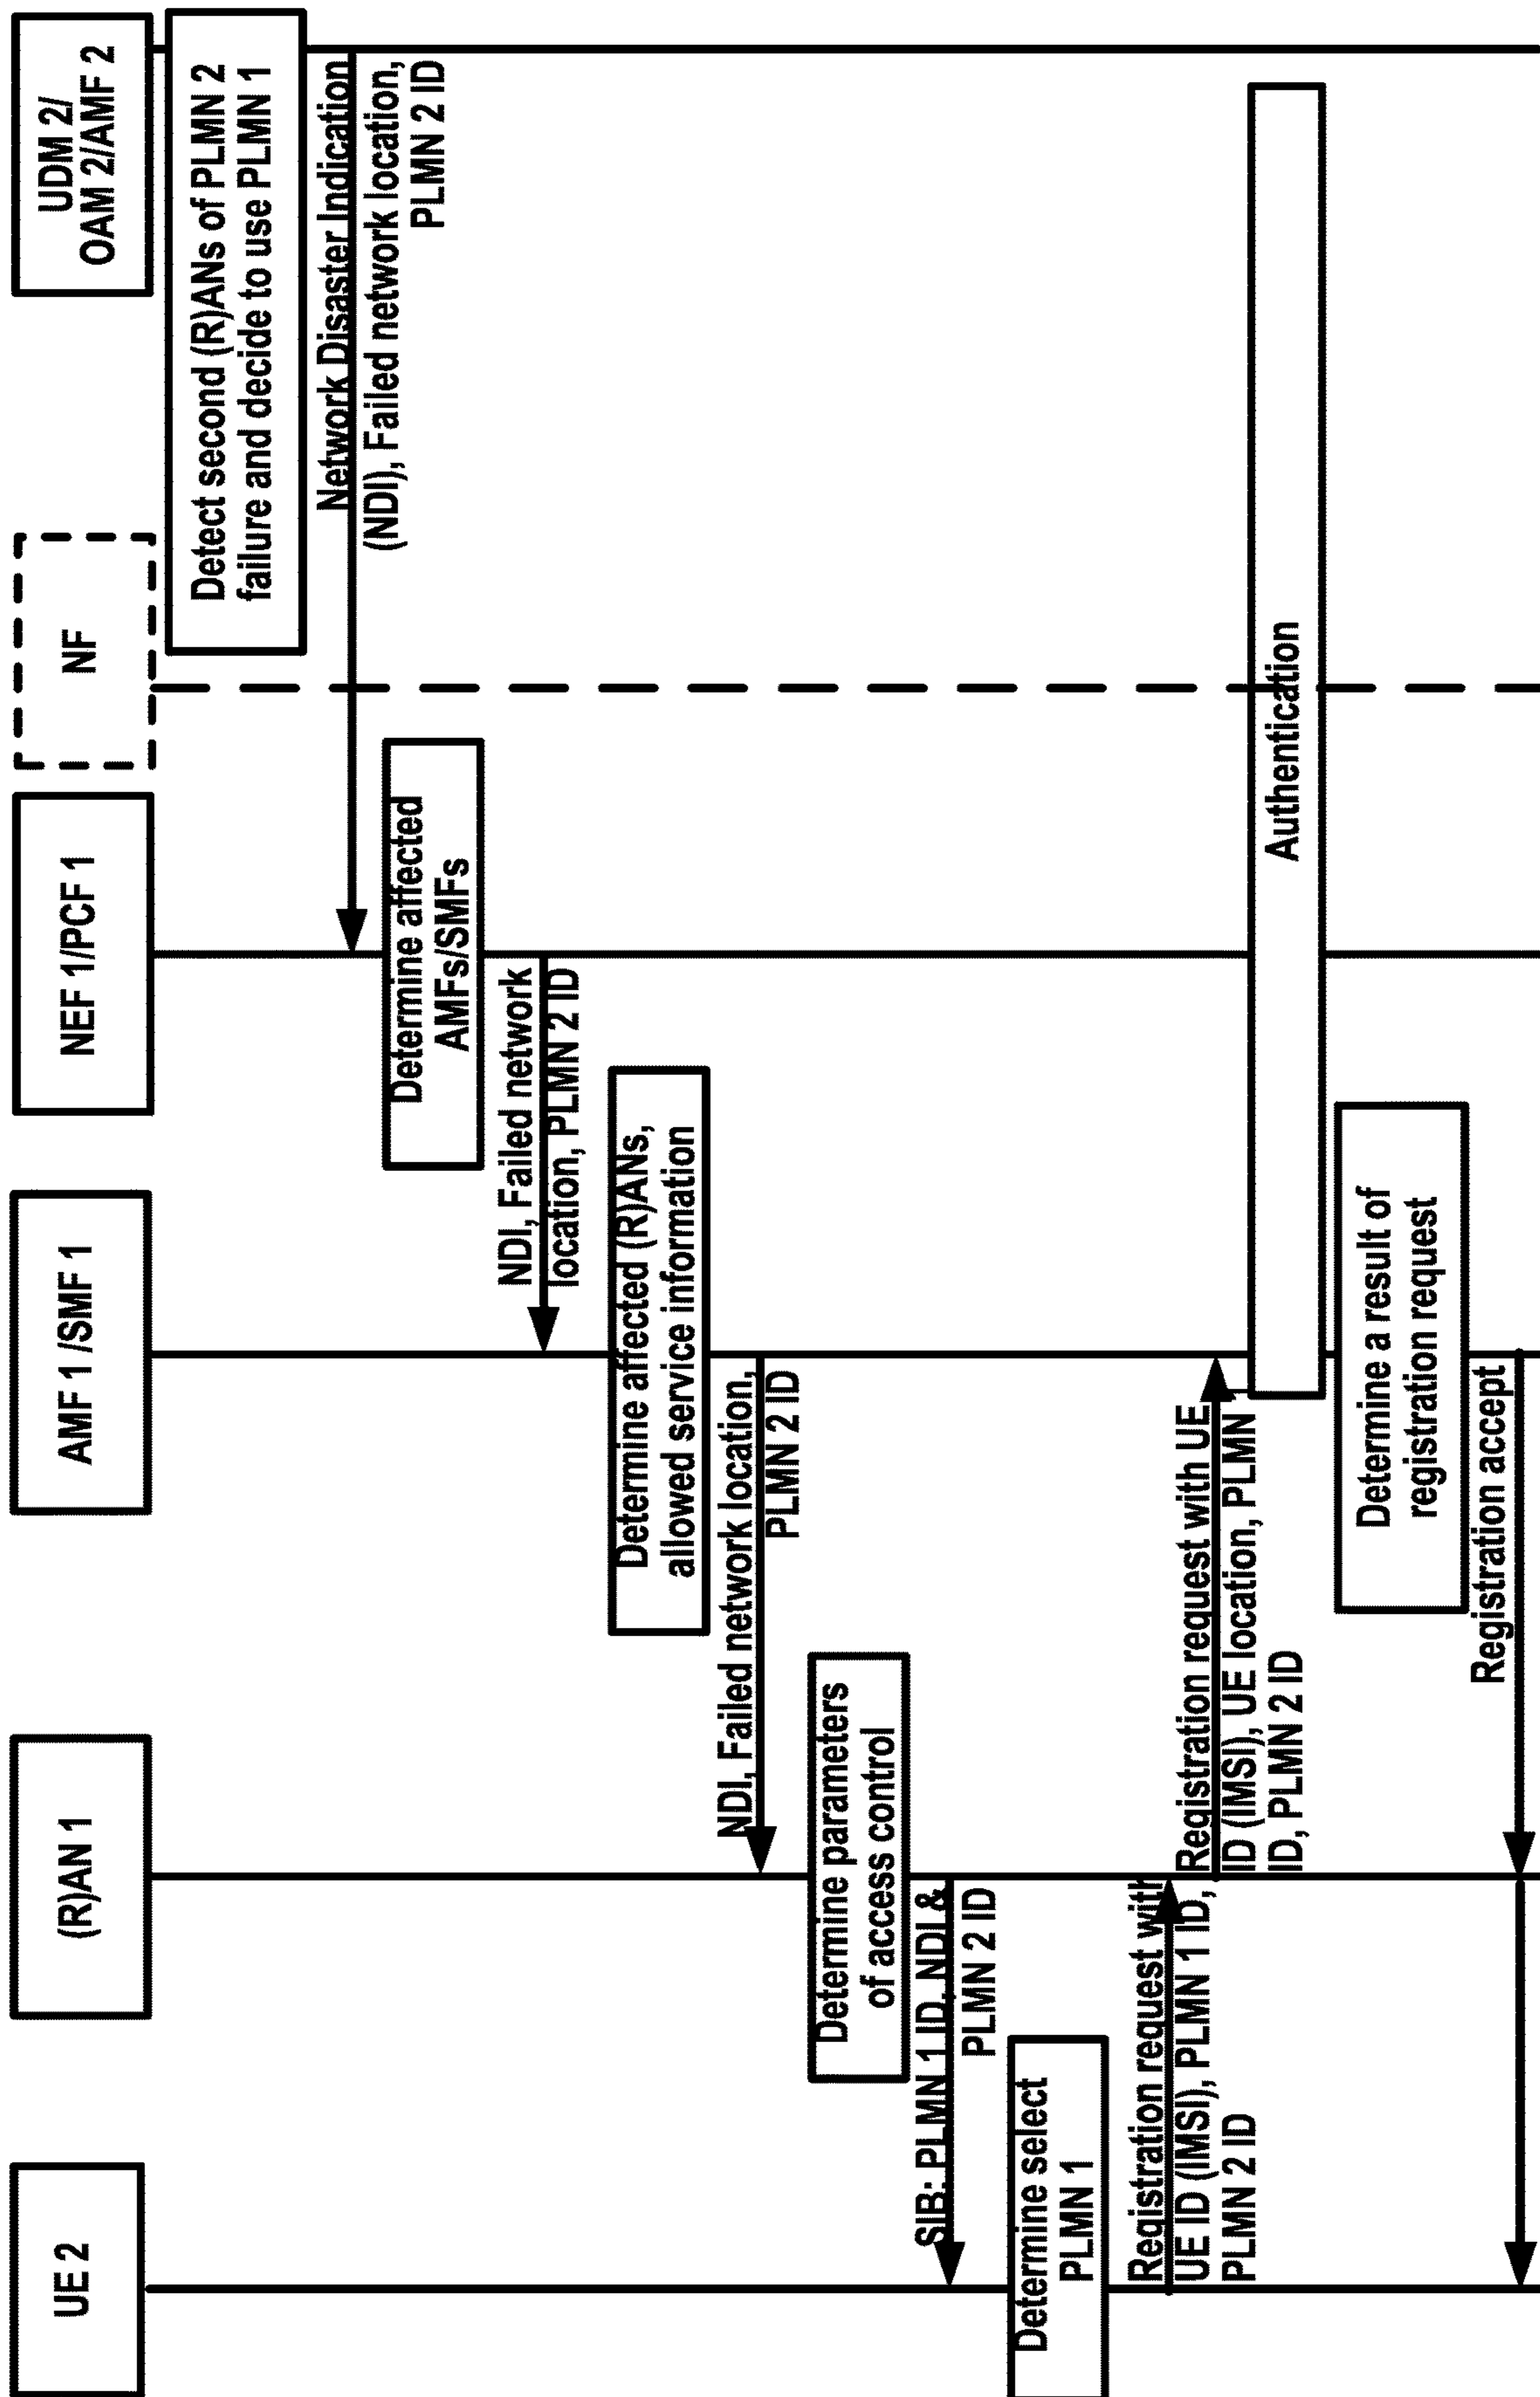 UE 2
(R)AN 1
AMF 1 /SMF 1
NEF 1/PCF 1
NF
UDM 2/
OAM 2/AMF 2
Detect second (R)ANs of PLMN 2
failure and decide to use PLMN 1
Network Disaster Indication
(NDI), Failed network location,
PLMN 2 ID
Determine affected
AMFs/SMFs
NDI, Failed network
location, PLMN 2 ID
Determine affected (R)ANs,
allowed service information
NDI, Failed network location,
PLMN 2 ID
Determine parameters
of access control
SIB: PLMN 1 ID, NDI &
PLMN 2 ID
Determine select
PLMN 1
Registration request with
UE ID (IMSI), PLMN 1 ID,
PLMN 2 ID
Registration request with UE
ID (IMSI), UE location, PLMN 1
ID, PLMN 2 ID
Authentication
Determine a result of
registration request
Registration accept